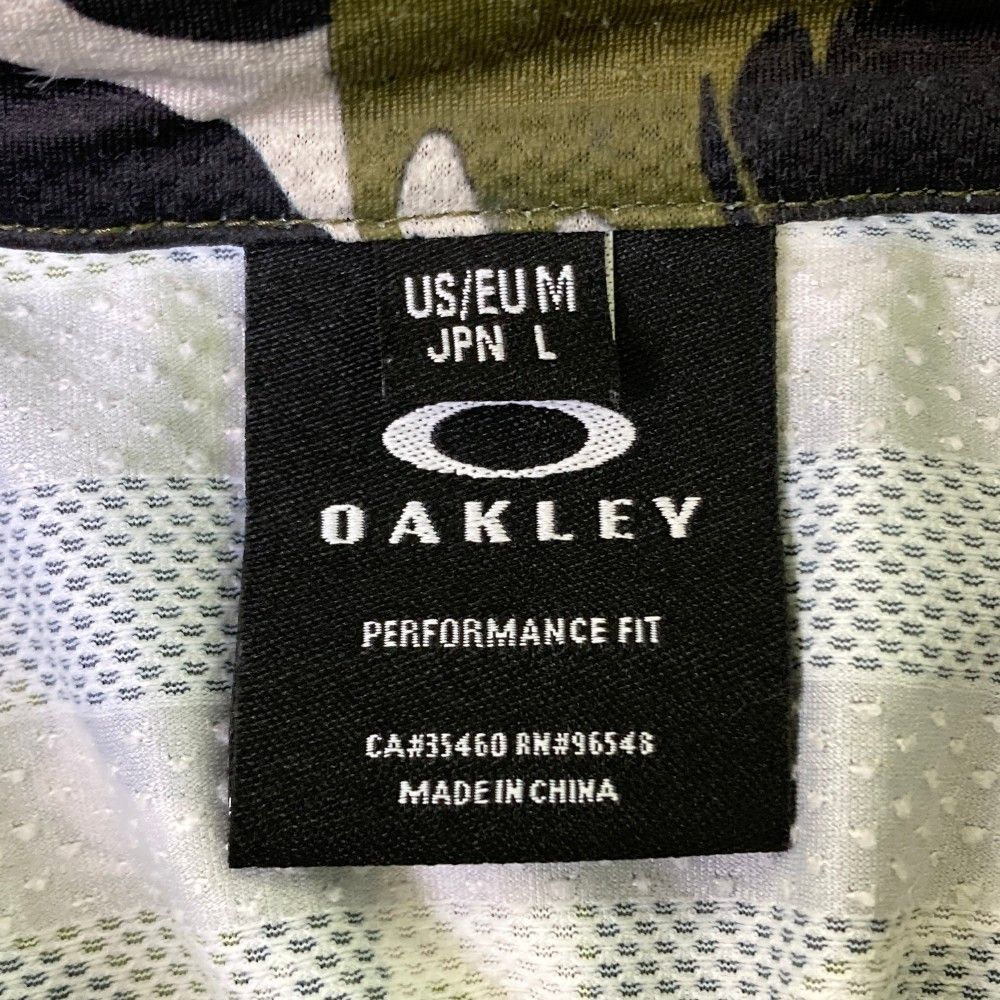 US/EU M
JPN L
OAKLEY
PERFORMANCE FIT
CA#35460 RN#96548
MADE IN CHINA